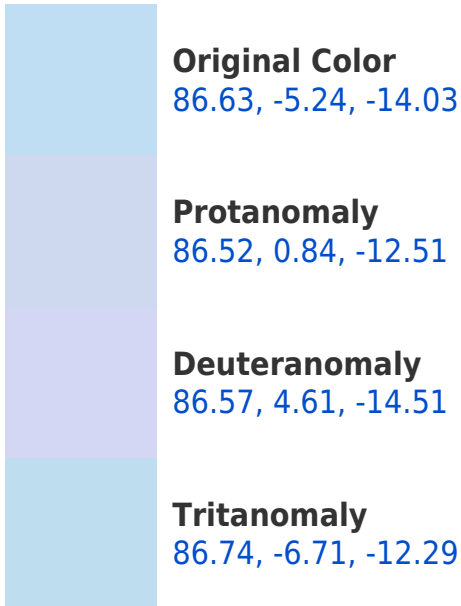 Original Color
86.63, -5.24, -14.03
Protanomaly
86.52, 0.84, -12.51
Deuteranomaly
86.57, 4.61, -14.51
Tritanomaly
86.74, -6.71, -12.29